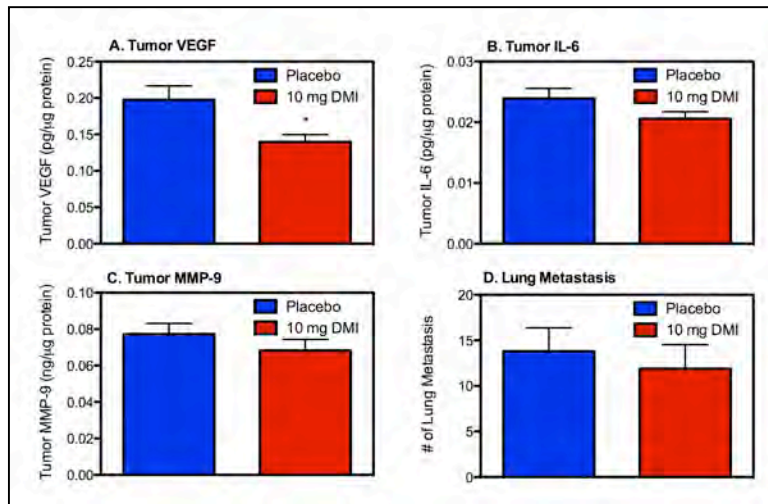 A. Tumor VEGF
Tumor VEGF (pg/µg protein)
0.25
0.20
0.15
0.10
0.05
0.00
Placebo
10 mg DMI
*
B. Tumor IL-6
Tumor IL-6 (pg/µg protein)
0.03
0.02
0.01
0.00
Placebo
10 mg DMI
C. Tumor MMP-9
Tumor MMP-9 (ng/µg protein)
0.10
0.08
0.06
0.04
0.02
0.00
Placebo
10 mg DMI
D. Lung Metastasis
# of Lung Metastasis
20
15
10
5
0
Placebo
10 mg DMI